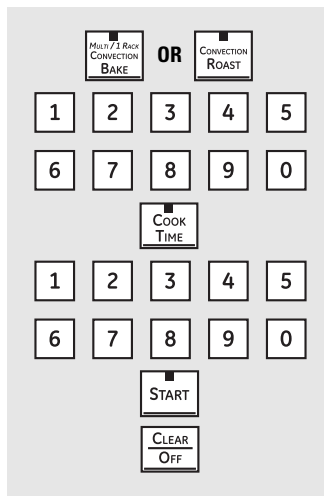 Multi / 1 Rack
Convection
Bake
OR
Convection
Roast
1 2 3 4 5
6 7 8 9 0
Cook
Time
1 2 3 4 5
6 7 8 9 0
Start
Clear
Off